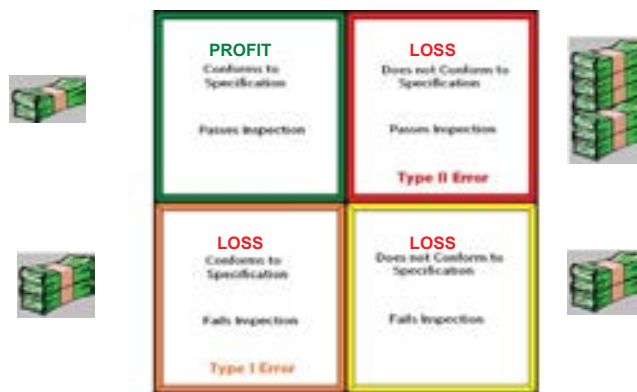 PROFIT
Conforms to
Specification
Passes Inspection
LOSS
Does not Conform to
Specification
Passes Inspection
Type II Error
LOSS
Conforms to
Specification
Fails Inspection
Type I Error
LOSS
Does not Conform to
Specification
Fails Inspection